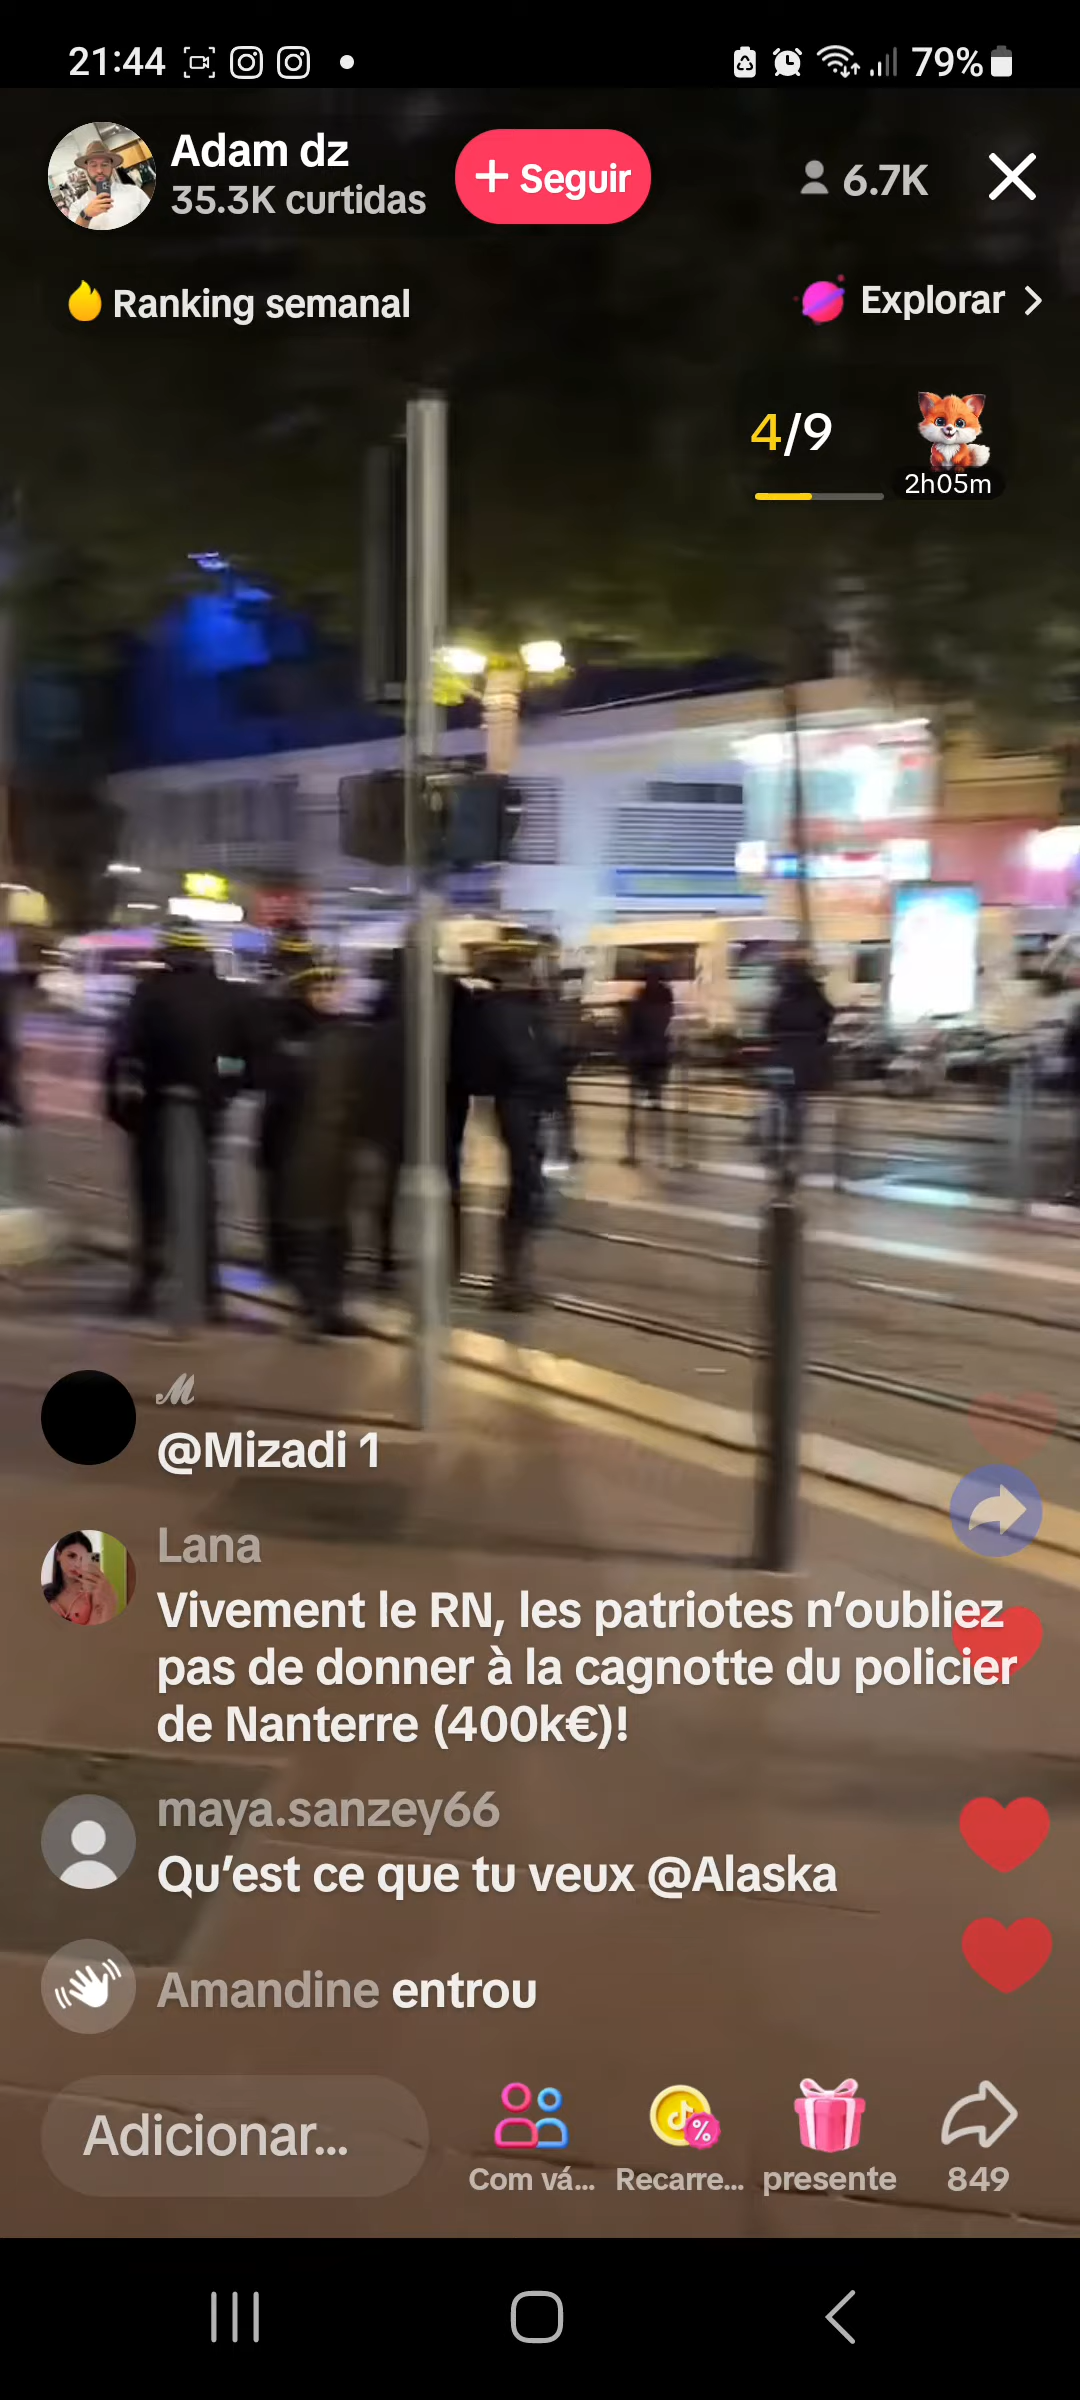 21:44
79%
Adam dz
35.3K curtidas
+ Seguir
6.7K
Ranking semanal
Explorar
4/9
2h05m
ℳ
@Mizadi 1
Lana
Vivement le RN, les patriotes n’oubliez
pas de donner à la cagnotte du policier
de Nanterre (400k€)!
maya.sanzey66
Qu’est ce que tu veux @Alaska
Amandine entrou
Adicionar...
Com vá...
Recarre...
presente
849